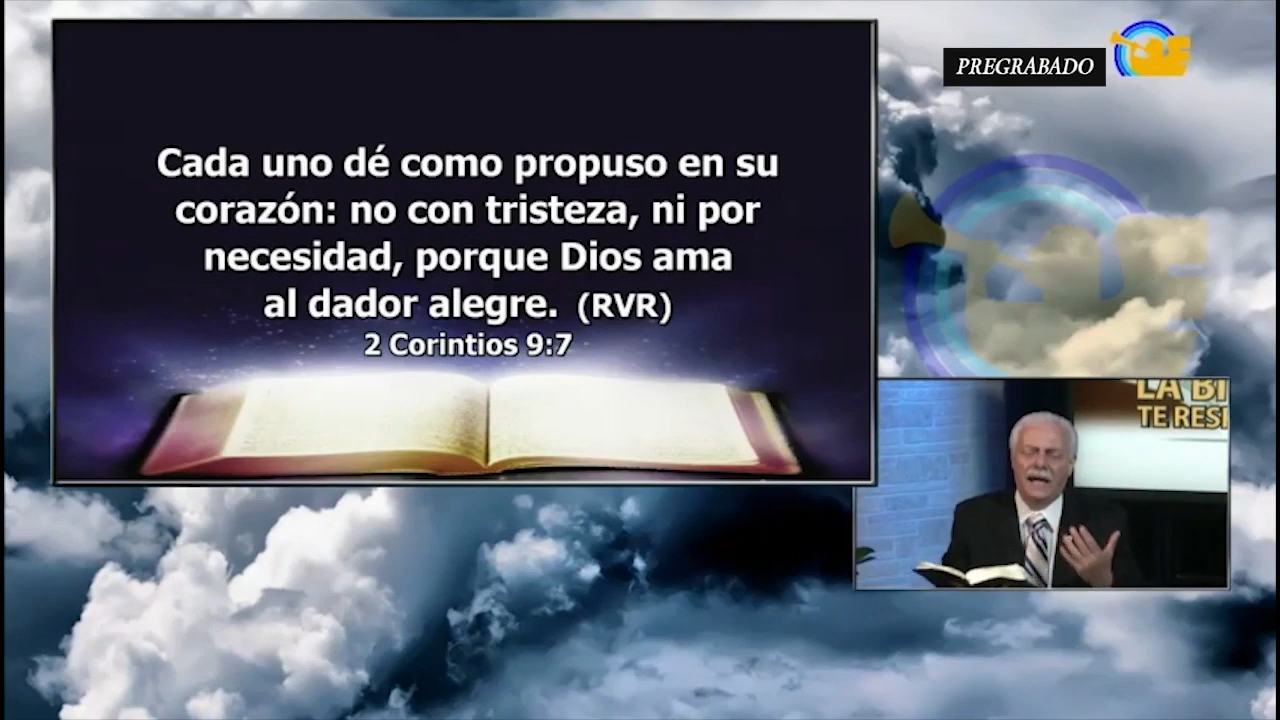 PREGRABADO
Cada uno dé como propuso en su
corazón: no con tristeza, ni por
necesidad, porque Dios ama
al dador alegre. (RVR)
2 Corintios 9:7
LA BI
TE RESI